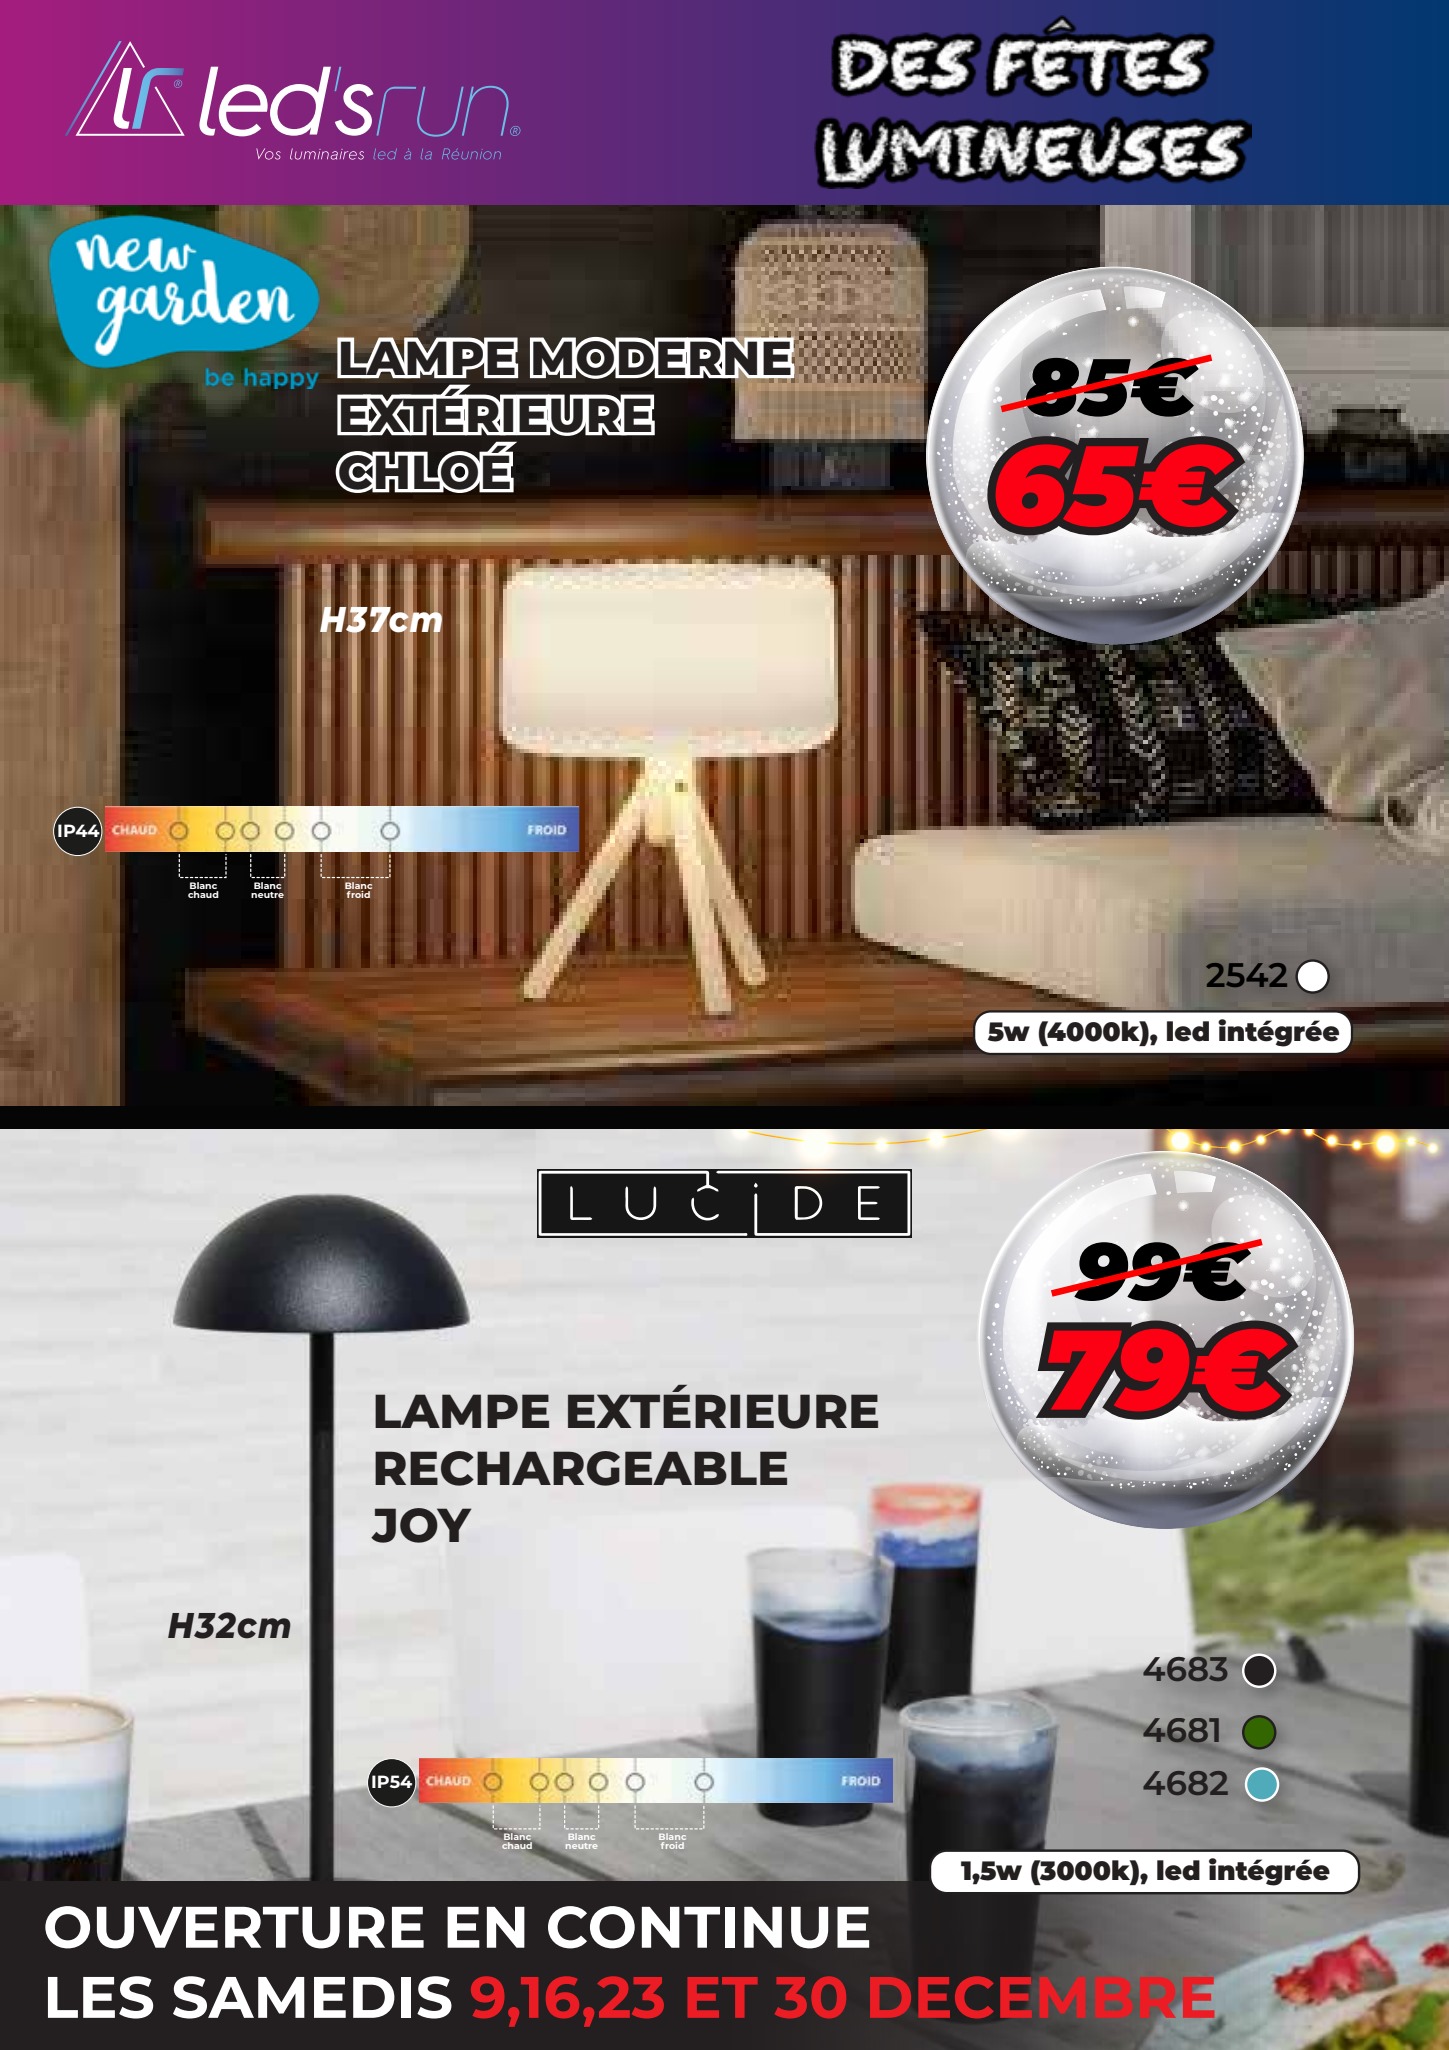 led'srun®
Vos luminaires led à la Réunion
DES FÊTES
LUMINEUSES
new
garden
be happy
LAMPE MODERNE
EXTÉRIEURE
CHLOÉ
85€
65€
H37cm
IP44 CHAUD FROID
Blanc chaud
Blanc neutre
Blanc froid
2542
5w (4000k), led intégrée
LUCiDE
99€
79€
LAMPE EXTÉRIEURE
RECHARGEABLE
JOY
H32cm
4683
4681
4682
IP54 CHAUD FROID
Blanc chaud
Blanc neutre
Blanc froid
1,5w (3000k), led intégrée
OUVERTURE EN CONTINUE
LES SAMEDIS 9,16,23 ET 30 DECEMBRE